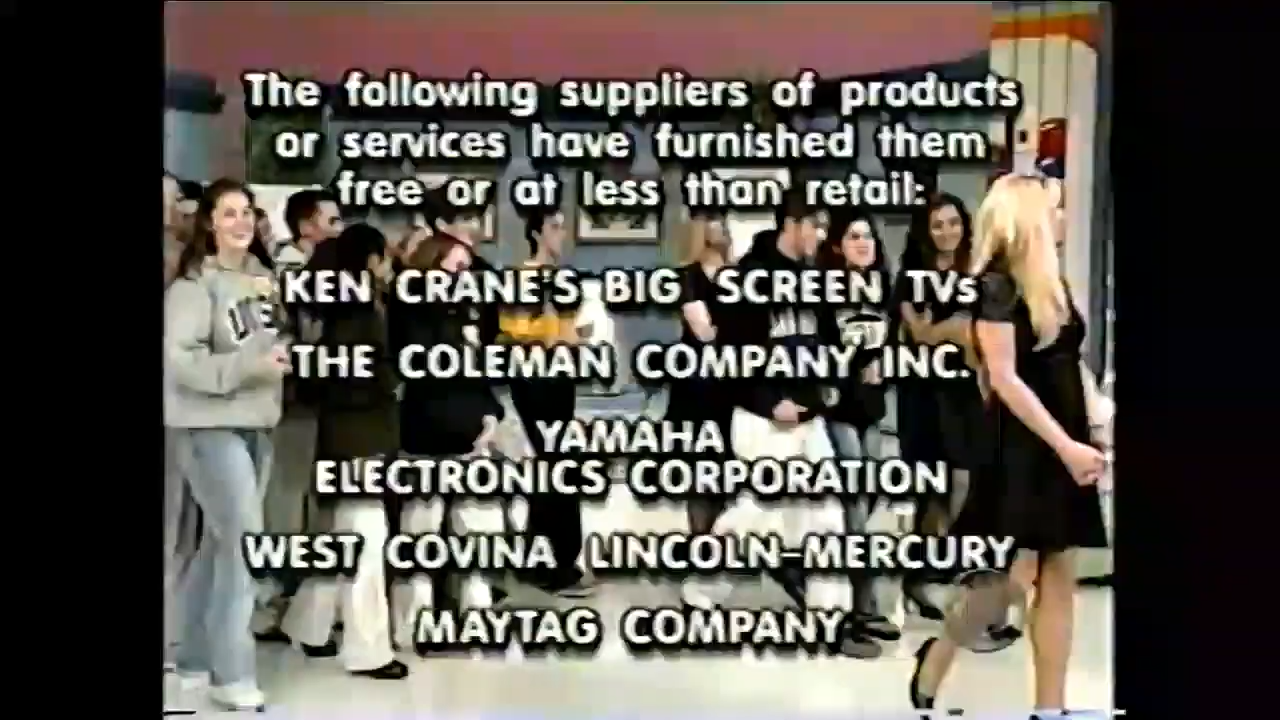 The following suppliers of products
or services have furnished them
free or at less than retail:
KEN CRANE'S BIG SCREEN TVs
THE COLEMAN COMPANY INC.
YAMAHA
ELECTRONICS CORPORATION
WEST COVINA LINCOLN-MERCURY
MAYTAG COMPANY